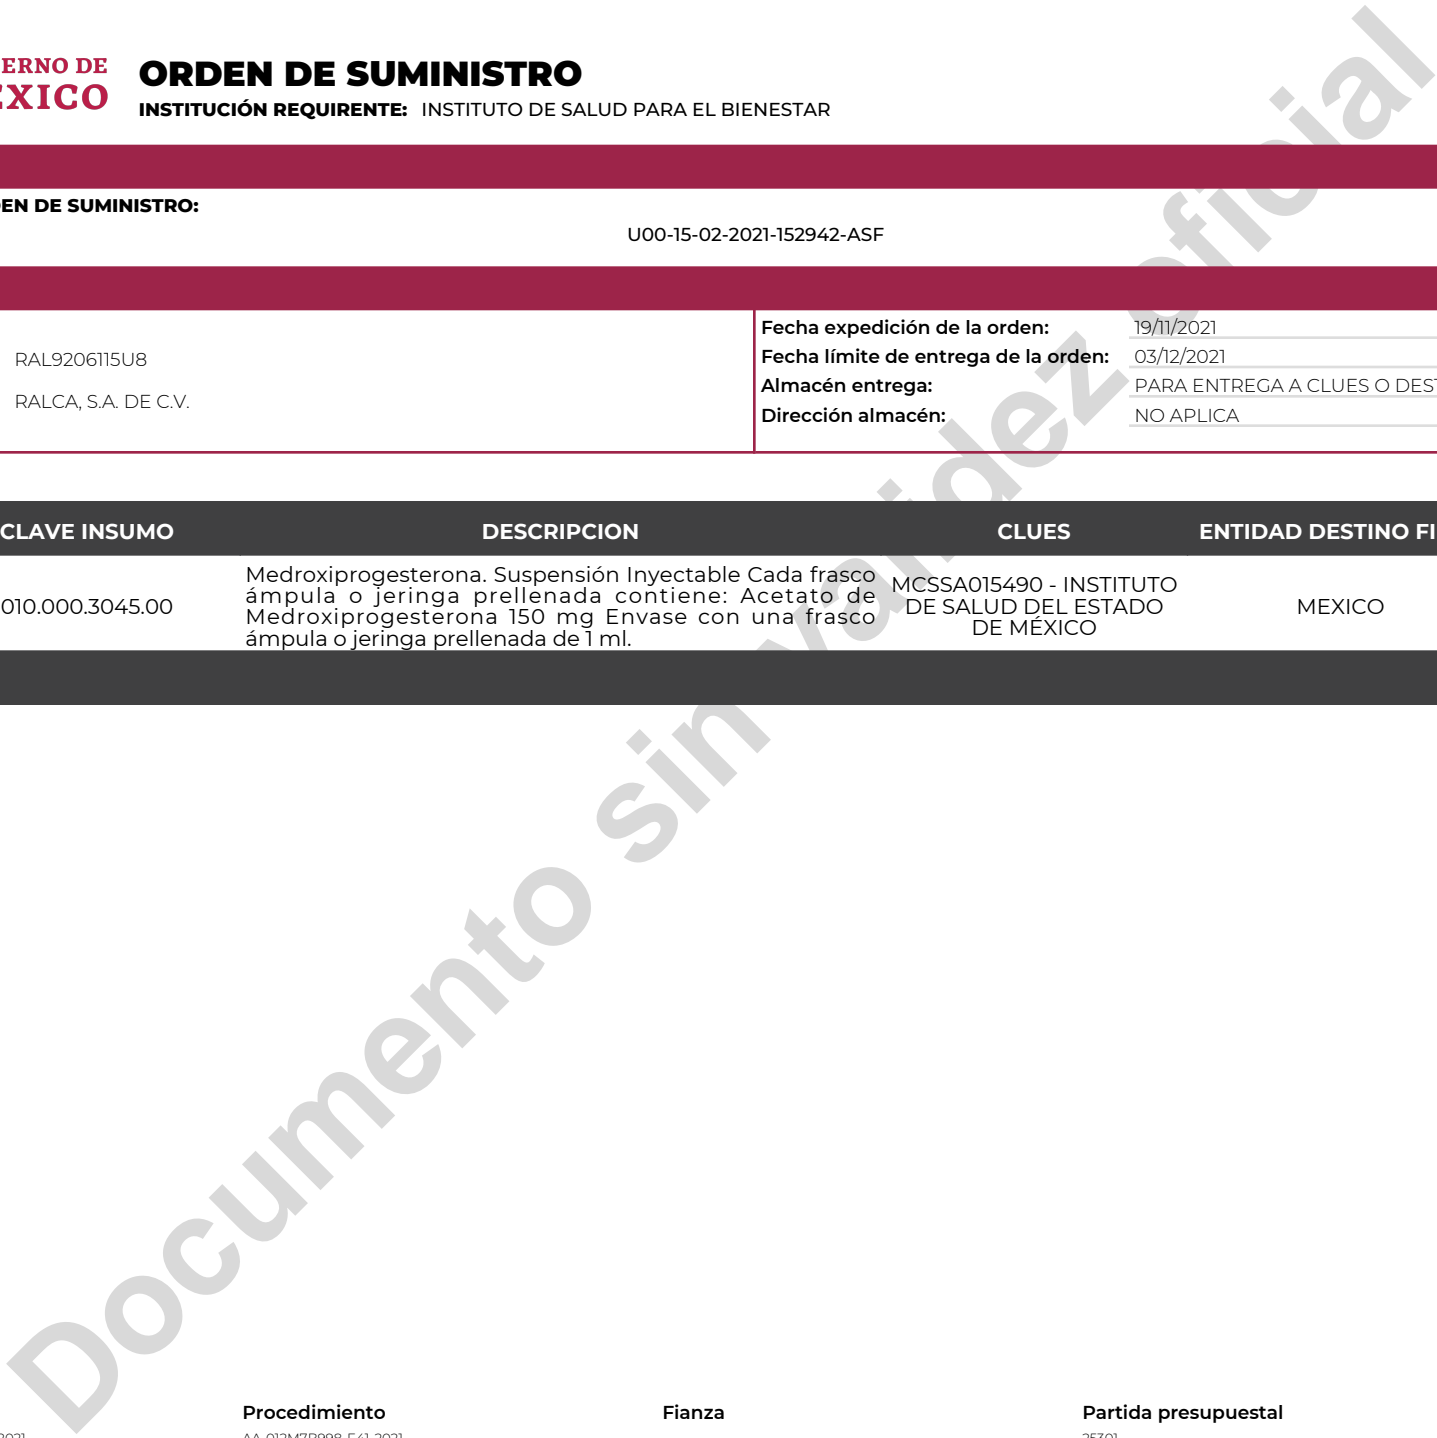 ERNO DE
ÉXICO
ORDEN DE SUMINISTRO
INSTITUCIÓN REQUIRENTE: INSTITUTO DE SALUD PARA EL BIENESTAR
EN DE SUMINISTRO:
U00-15-02-2021-152942-ASF
RAL9206115U8
RALCA, S.A. DE C.V.
Fecha expedición de la orden: 19/11/2021
Fecha límite de entrega de la orden: 03/12/2021
Almacén entrega: PARA ENTREGA A CLUES O DEST
Dirección almacén: NO APLICA
CLAVE INSUMO DESCRIPCION CLUES ENTIDAD DESTINO FI
010.000.3045.00
Medroxiprogesterona. Suspensión Inyectable Cada frasco
ámpula o jeringa prellenada contiene: Acetato de
Medroxiprogesterona 150 mg Envase con una frasco
ámpula o jeringa prellenada de 1 ml.
MCSSA015490 - INSTITUTO
DE SALUD DEL ESTADO
DE MÉXICO
MEXICO
Documento sin validez oficial
Procedimiento Fianza Partida presupuestal